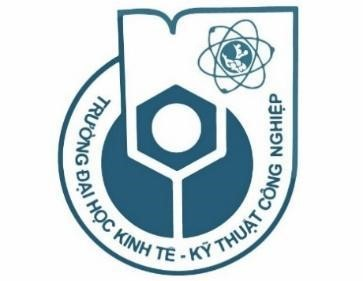 TRƯỜNG ĐẠI HỌC KINH TẾ - KỸ THUẬT CÔNG NGHIỆP